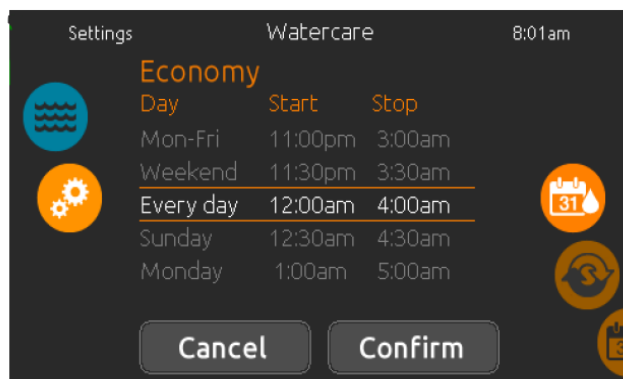 Settings Watercare 8:01am
Economy
Day Start Stop
Mon-Fri 11:00pm 3:00am
Weekend 11:30pm 3:30am
Every day 12:00am 4:00am
31
Sunday 12:30am 4:30am
Monday 1:00am 5:00am
S
Cancel Confirm